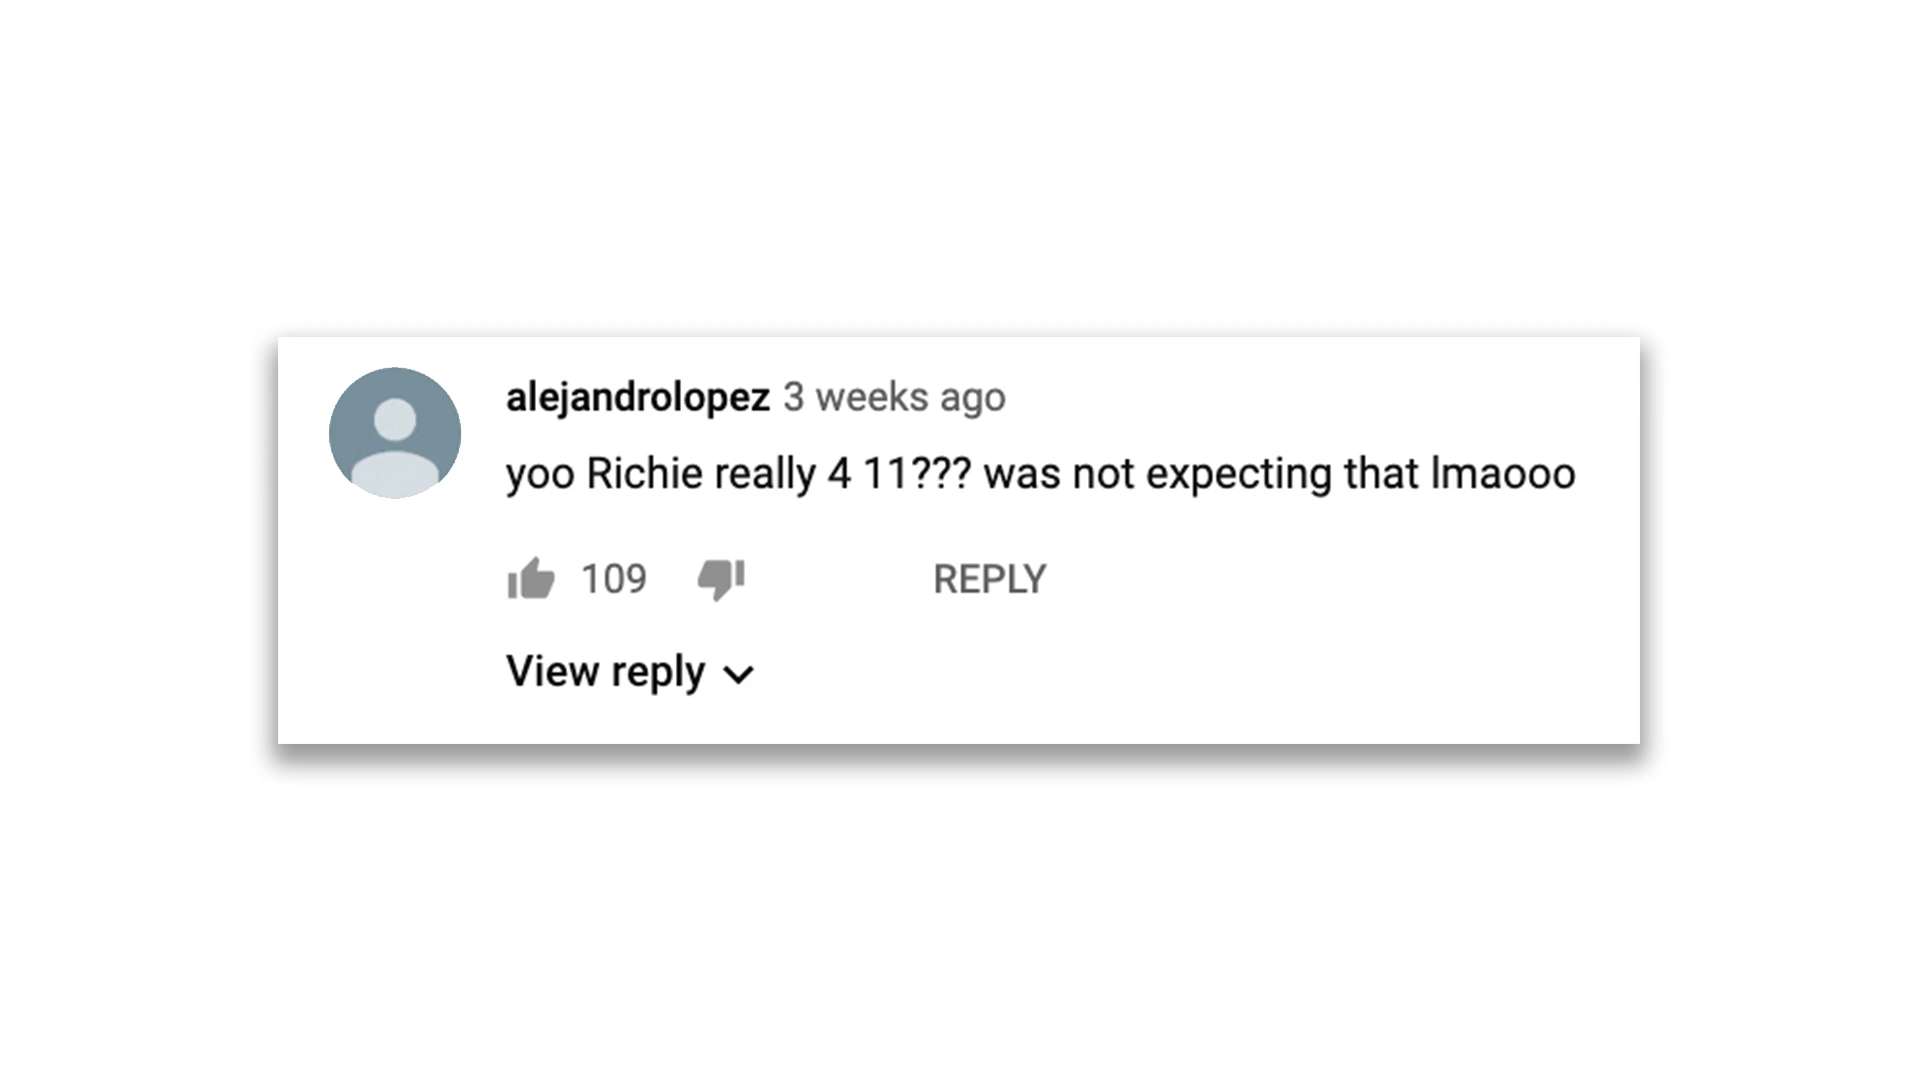 alejandrolopez 3 weeks ago
yoo Richie really 4 11??? was not expecting that lmaooo
109 REPLY
View reply